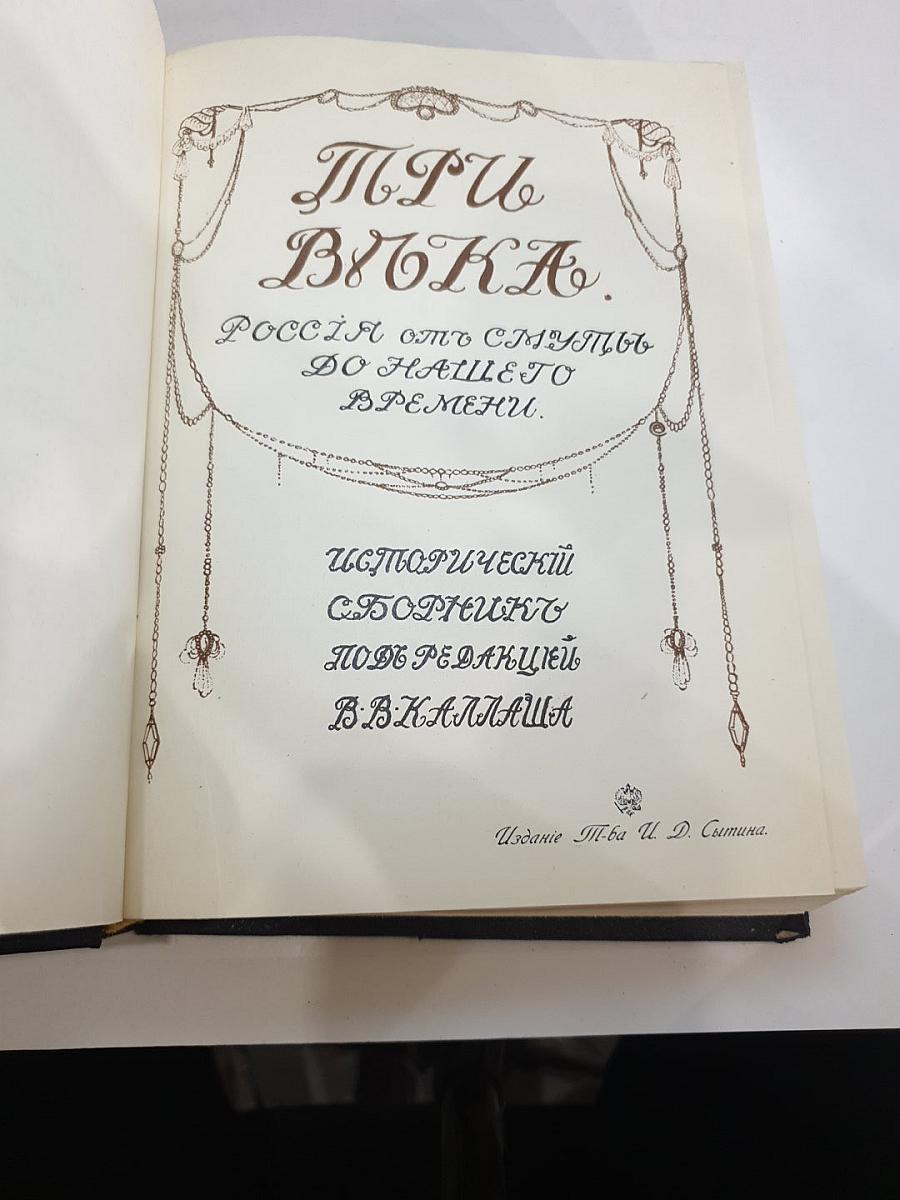 ТРИ
ВѢКА.
РОССІЯ отъ СМУТЫ
ДО НАШЕГО
ВРЕМЕНИ.
ИСТОРИЧЕСКІЙ
СБОРНИКЪ
ПОДЪ РЕДАКЦІЕЙ
В·В·КАЛЛАША
Изданіе Т-ва И. Д. Сытина.